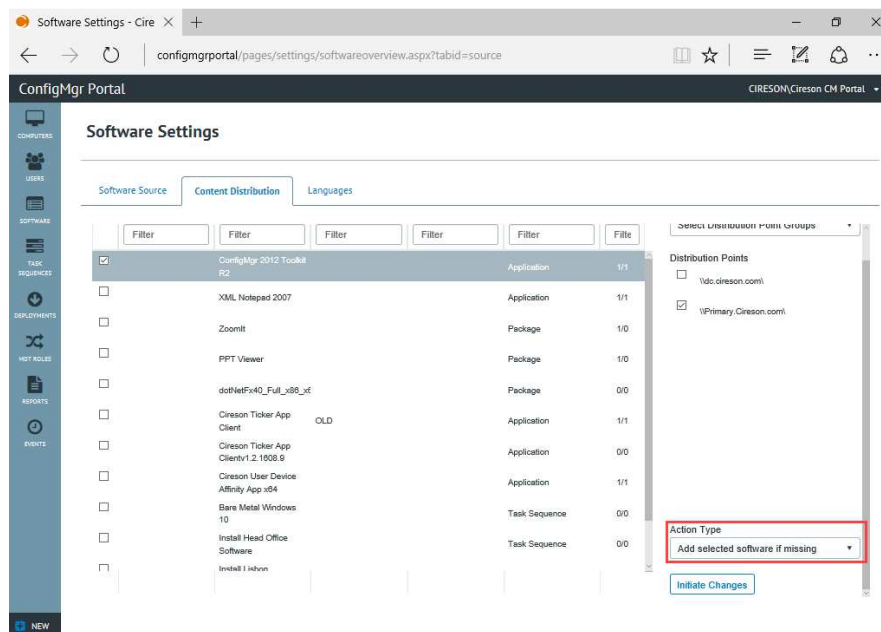 Software Settings - Cire
configmgrportal/pages/settings/softwareoverview.aspx?tabid=source
ConfigMgr Portal
CIRESON\Cireson CM Portal
COMPUTERS
USERS
SOFTWARE
TASK
SEQUENCES
DEPLOYMENTS
MDT ROLES
REPORTS
EVENTS
NEW
Software Settings
Software Source Content Distribution Languages
Filter Filter Filter Filter Filter Filte
ConfigMgr 2012 Toolkit
R2 Application 1/1
XML Notepad 2007 Application 1/1
ZoomIt Package 1/0
PPT Viewer Package 1/0
dotNetFx40_Full_x86_x6 Package 0/0
Cireson Ticker App
Client OLD Application 1/1
Cireson Ticker App
Clientv1.2.1608.9 Application 0/0
Cireson User Device
Affinity App x64 Application 1/1
Bare Metal Windows
10 Task Sequence 0/0
Install Head Office
Software Task Sequence 0/0
Install Lisbon
Select Distribution Point Groups
Distribution Points
\\dc.cireson.com\
\\Primary.Cireson.com\
Action Type
Add selected software if missing
Initiate Changes